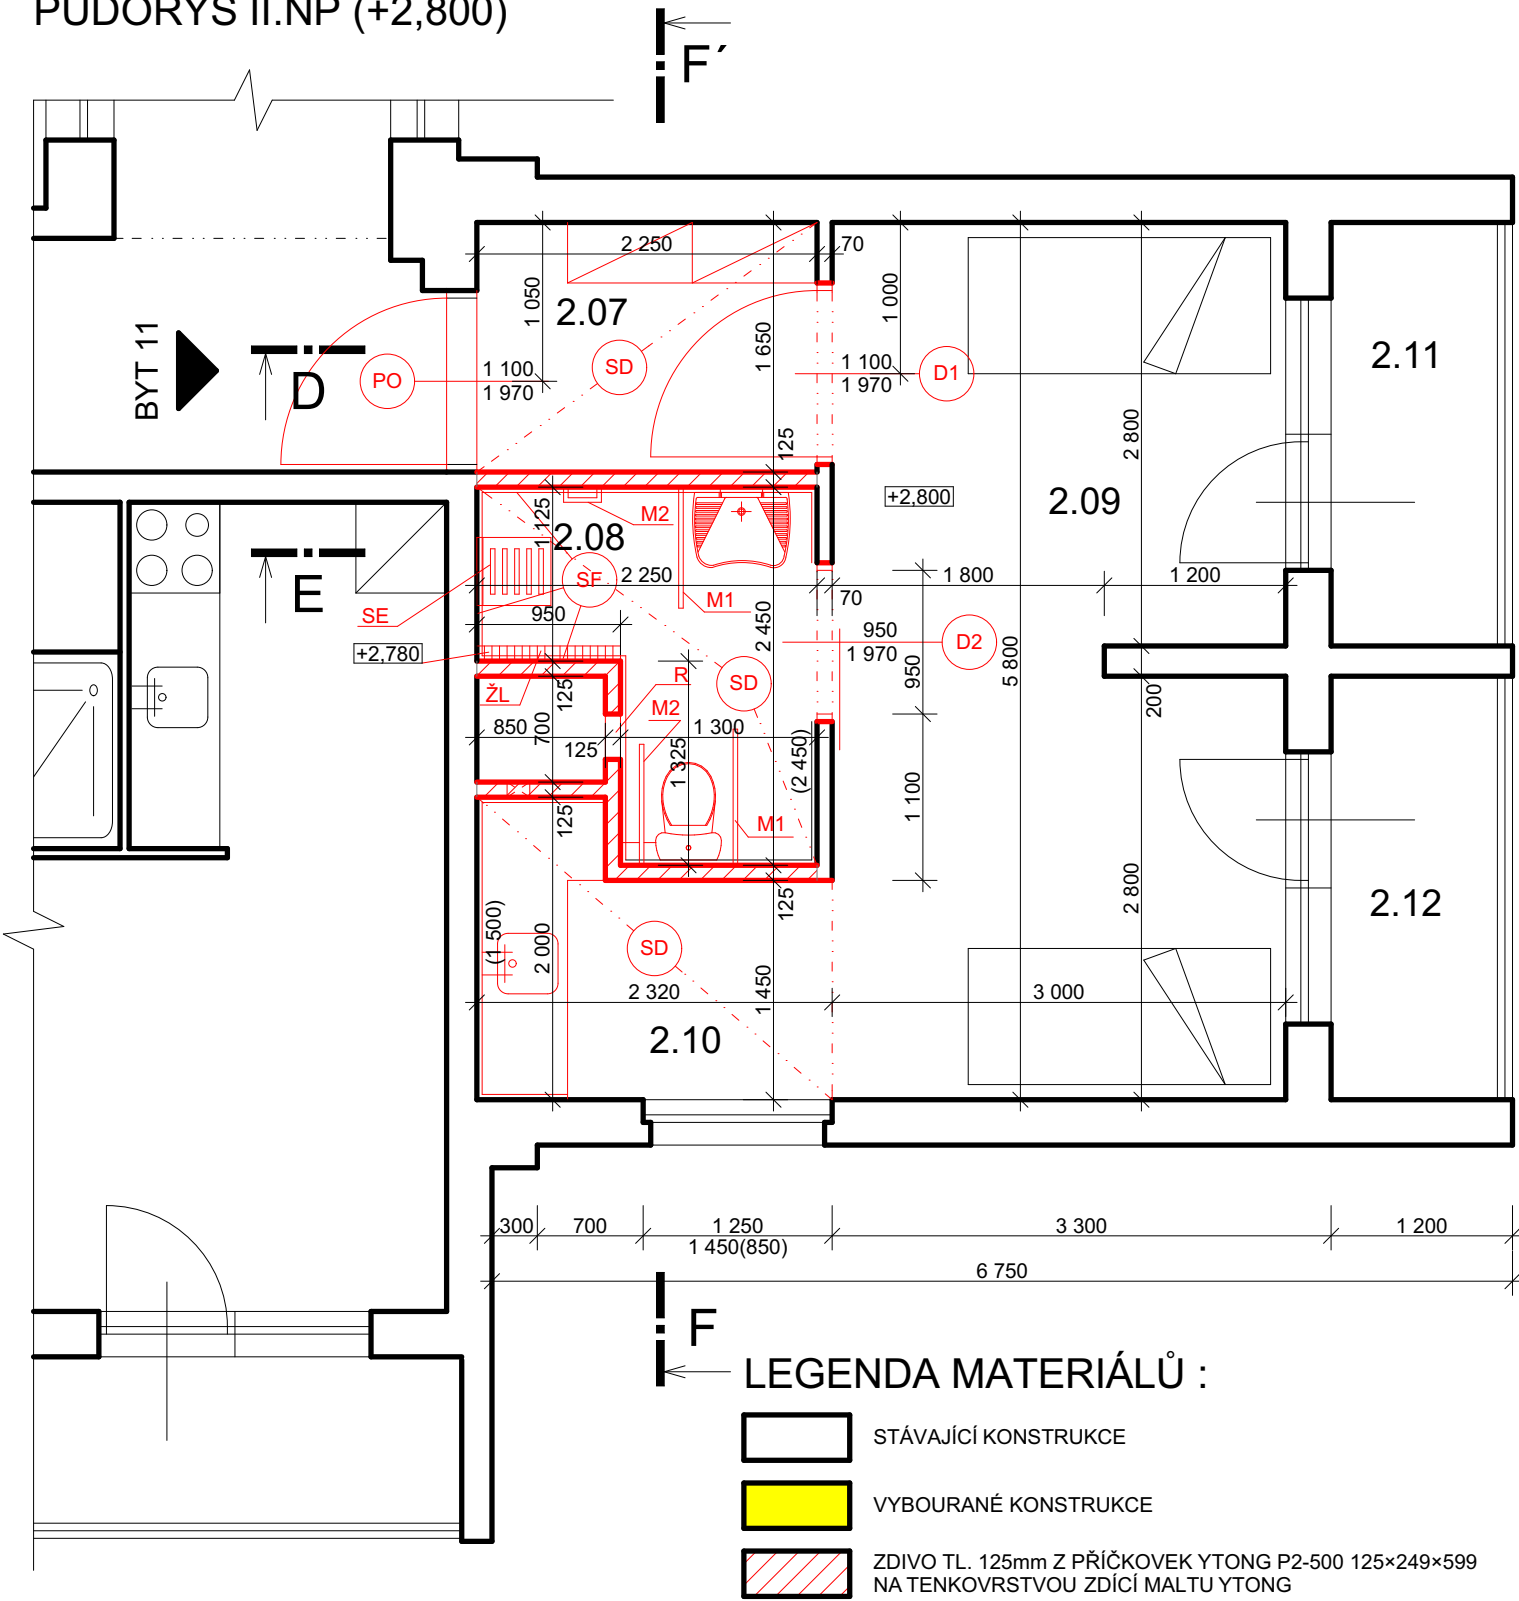 PŮDORYS II.NP (+2,800)
F´
2 250
70
1 050
2.07
1 650
1 000
2.11
BYT 11
D
PO
1 100
1 970
SD
1 100
1 970
D1
2 800
125
+2,800
2.09
1 125
2.08
M2
E
SE
SF
2 250
70
1 800
1 200
950
M1
+2,780
2 450
950
1 970
D2
950
5 800
ŽL
125
R
SD
M2
200
850
700
125
1 300
1 325
(2 450)
1 100
125
M1
2 800
125
2.12
(1 500)
2 000
SD
1 450
2 320
3 000
2.10
300
700
1 250
1 450(850)
3 300
1 200
6 750
F
LEGENDA MATERIÁLŮ :
STÁVAJÍCÍ KONSTRUKCE
VYBOURANÉ KONSTRUKCE
ZDIVO TL. 125mm Z PŘÍČKOVEK YTONG P2-500 125×249×599
NA TENKOVRSTVOU ZDÍCÍ MALTU YTONG